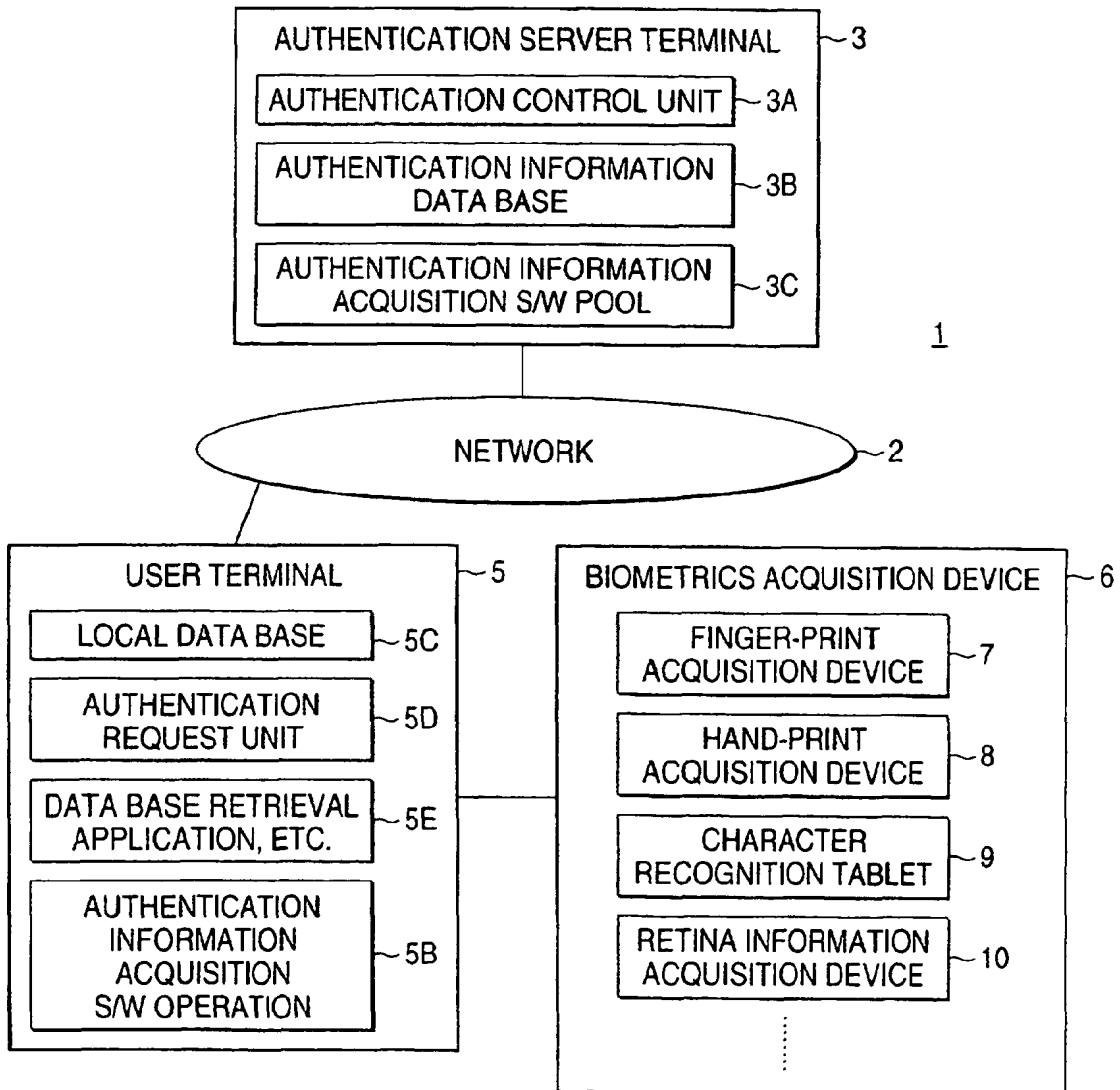 AUTHENTICATION SERVER TERMINAL
3
AUTHENTICATION CONTROL UNIT
3A
AUTHENTICATION INFORMATION
DATA BASE
3B
AUTHENTICATION INFORMATION
ACQUISITION S/W POOL
3C
1
NETWORK
2
USER TERMINAL
5
LOCAL DATA BASE
5C
AUTHENTICATION
REQUEST UNIT
5D
DATA BASE RETRIEVAL
APPLICATION, ETC.
5E
AUTHENTICATION
INFORMATION
ACQUISITION
S/W OPERATION
5B
BIOMETRICS ACQUISITION DEVICE
6
FINGER-PRINT
ACQUISITION DEVICE
7
HAND-PRINT
ACQUISITION DEVICE
8
CHARACTER
RECOGNITION TABLET
9
RETINA INFORMATION
ACQUISITION DEVICE
10